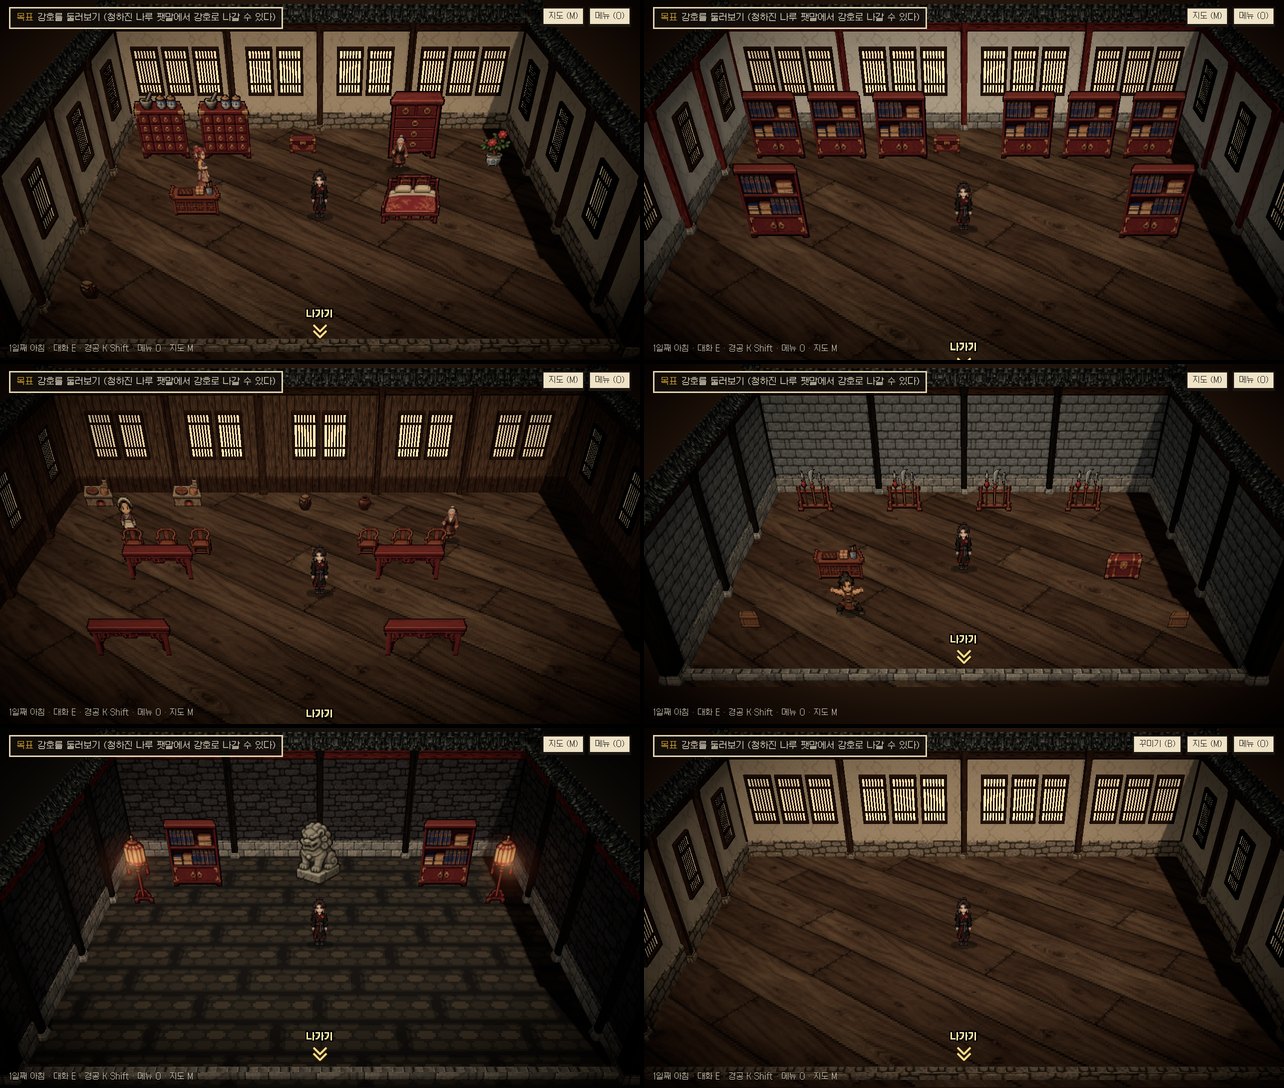 목표 강호를 둘러보기 (청하진 나루 팻말에서 강호로 나갈 수 있다)
지도 (M)
메뉴 (O)
나가기
1일째 아침 · 대화 E · 경공 K Shift · 메뉴 O · 지도 M
목표 강호를 둘러보기 (청하진 나루 팻말에서 강호로 나갈 수 있다)
지도 (M)
메뉴 (O)
나가기
1일째 아침 · 대화 E · 경공 K Shift · 메뉴 O · 지도 M
목표 강호를 둘러보기 (청하진 나루 팻말에서 강호로 나갈 수 있다)
지도 (M)
메뉴 (O)
나가기
1일째 아침 · 대화 E · 경공 K Shift · 메뉴 O · 지도 M
목표 강호를 둘러보기 (청하진 나루 팻말에서 강호로 나갈 수 있다)
지도 (M)
메뉴 (O)
나가기
1일째 아침 · 대화 E · 경공 K Shift · 메뉴 O · 지도 M
목표 강호를 둘러보기 (청하진 나루 팻말에서 강호로 나갈 수 있다)
지도 (M)
메뉴 (O)
나가기
1일째 아침 · 대화 E · 경공 K Shift · 메뉴 O · 지도 M
목표 강호를 둘러보기 (청하진 나루 팻말에서 강호로 나갈 수 있다)
꾸미기 (B)
지도 (M)
메뉴 (O)
나가기
1일째 아침 · 대화 E · 경공 K Shift · 메뉴 O · 지도 M